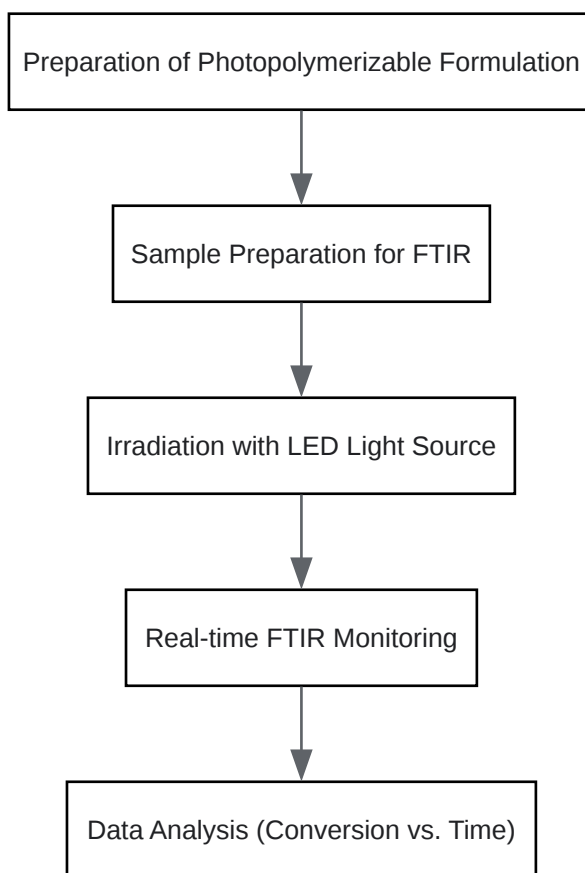 Preparation of Photopolymerizable Formulation
Sample Preparation for FTIR
Irradiation with LED Light Source
Real-time FTIR Monitoring
Data Analysis (Conversion vs. Time)